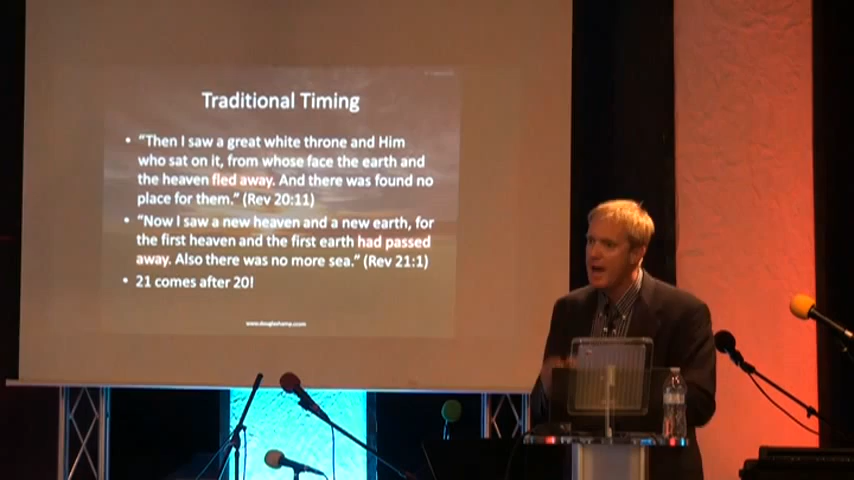 Traditional Timing
• “Then I saw a great white throne and Him
who sat on it, from whose face the earth and
the heaven fled away. And there was found no
place for them.” (Rev 20:11)
• “Now I saw a new heaven and a new earth, for
the first heaven and the first earth had passed
away. Also there was no more sea.” (Rev 21:1)
• 21 comes after 20!
www.douglashamp.com